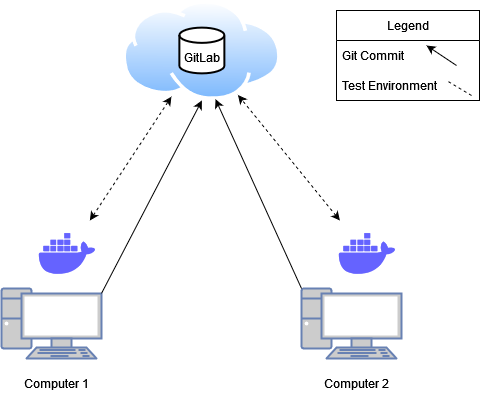 GitLab
Legend
Git Commit
Test Environment
Computer 1
Computer 2